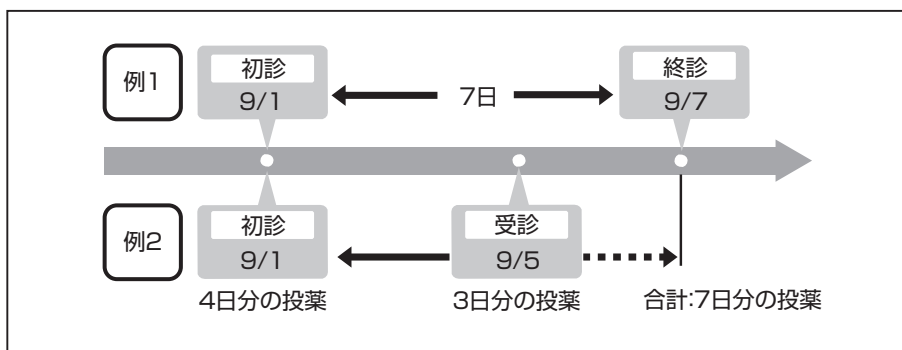 例1
初診
9/1
7日
終診
9/7
例2
初診
9/1
4日分の投薬
受診
9/5
3日分の投薬
合計:7日分の投薬